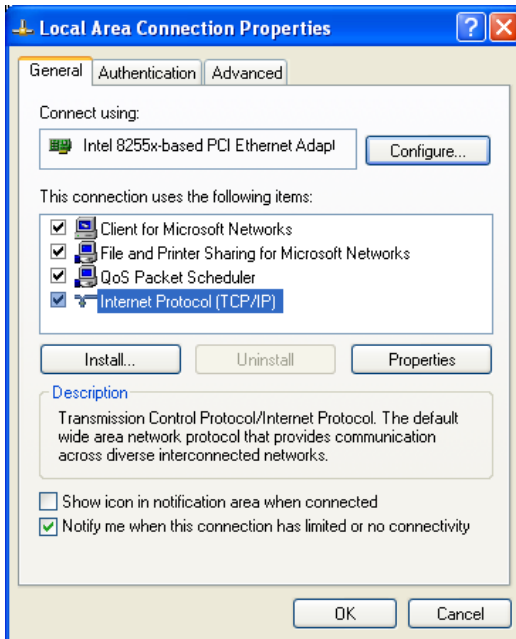 Local Area Connection Properties
General Authentication Advanced
Connect using:
Intel 8255x-based PCI Ethernet Adapl
Configure...
This connection uses the following items:
Client for Microsoft Networks
File and Printer Sharing for Microsoft Networks
QoS Packet Scheduler
Internet Protocol (TCP/IP)
Install... Uninstall Properties
Description
Transmission Control Protocol/Internet Protocol. The default
wide area network protocol that provides communication
across diverse interconnected networks.
Show icon in notification area when connected
Notify me when this connection has limited or no connectivity
OK Cancel